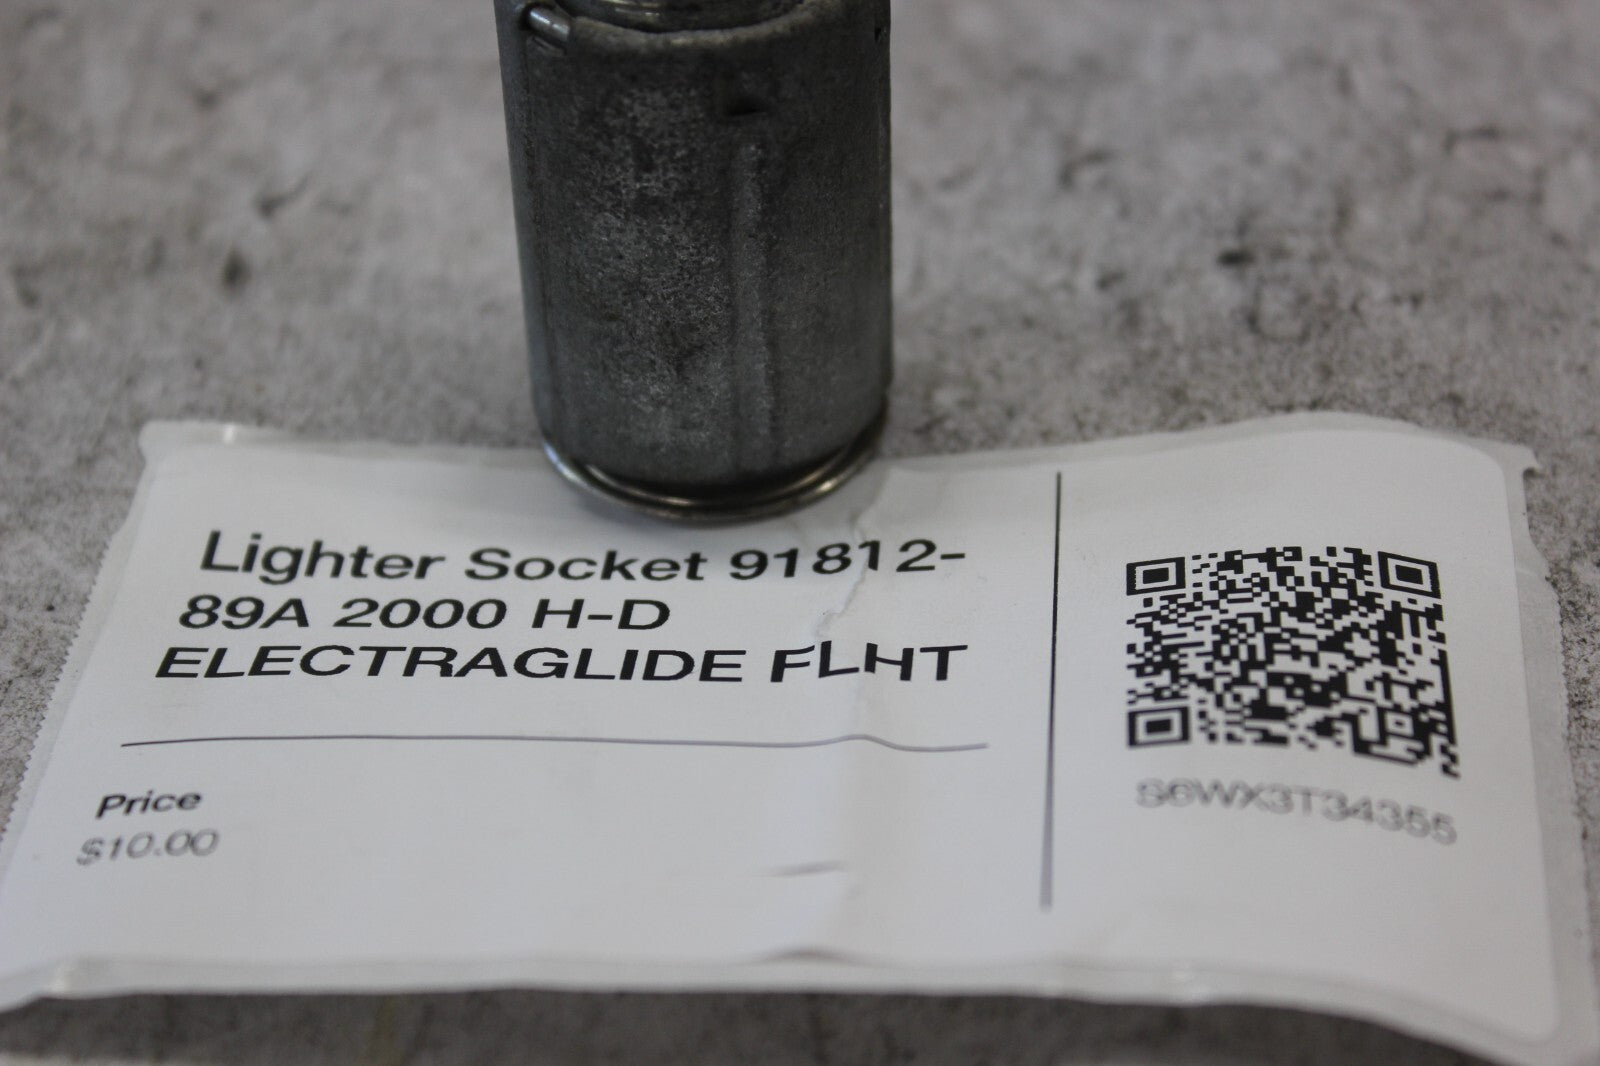 Lighter Socket 91812-
89A 2000 H-D
ELECTRAGLIDE FLHT
Price
$10.00
S6WX3T34355